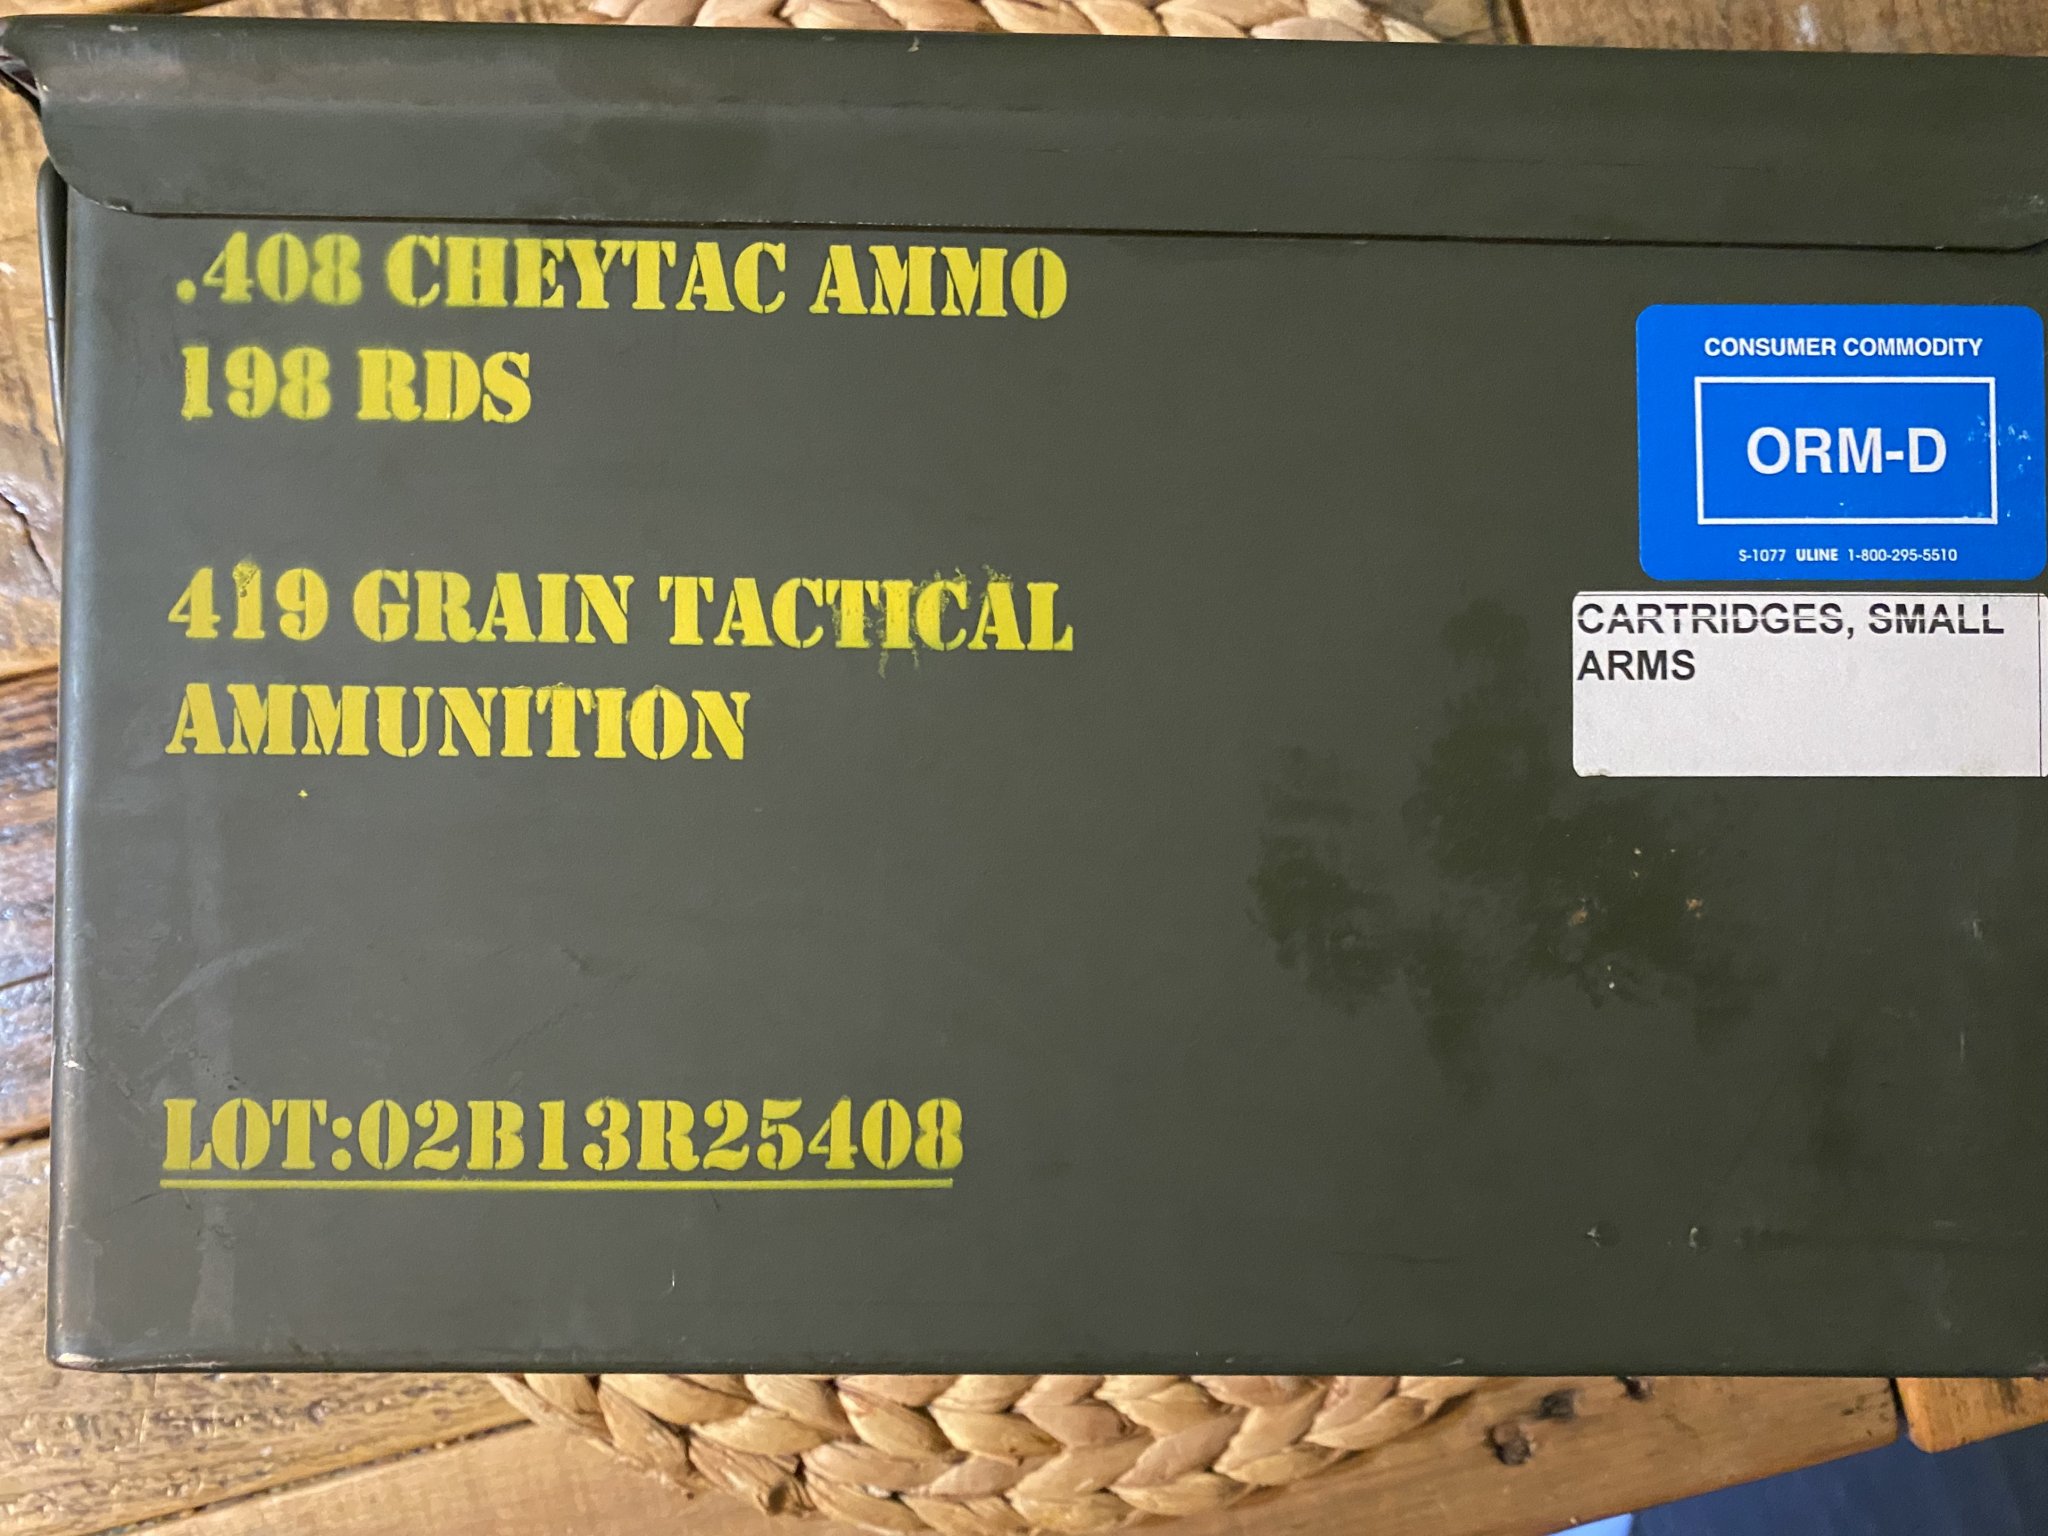 .408 CHEYTAC AMMO
198 RDS
419 GRAIN TACTICAL
AMMUNITION
LOT:02B13R25408
CONSUMER COMMODITY
ORM-D
S-1077 ULINE 1-800-295-5510
CARTRIDGES, SMALL
ARMS